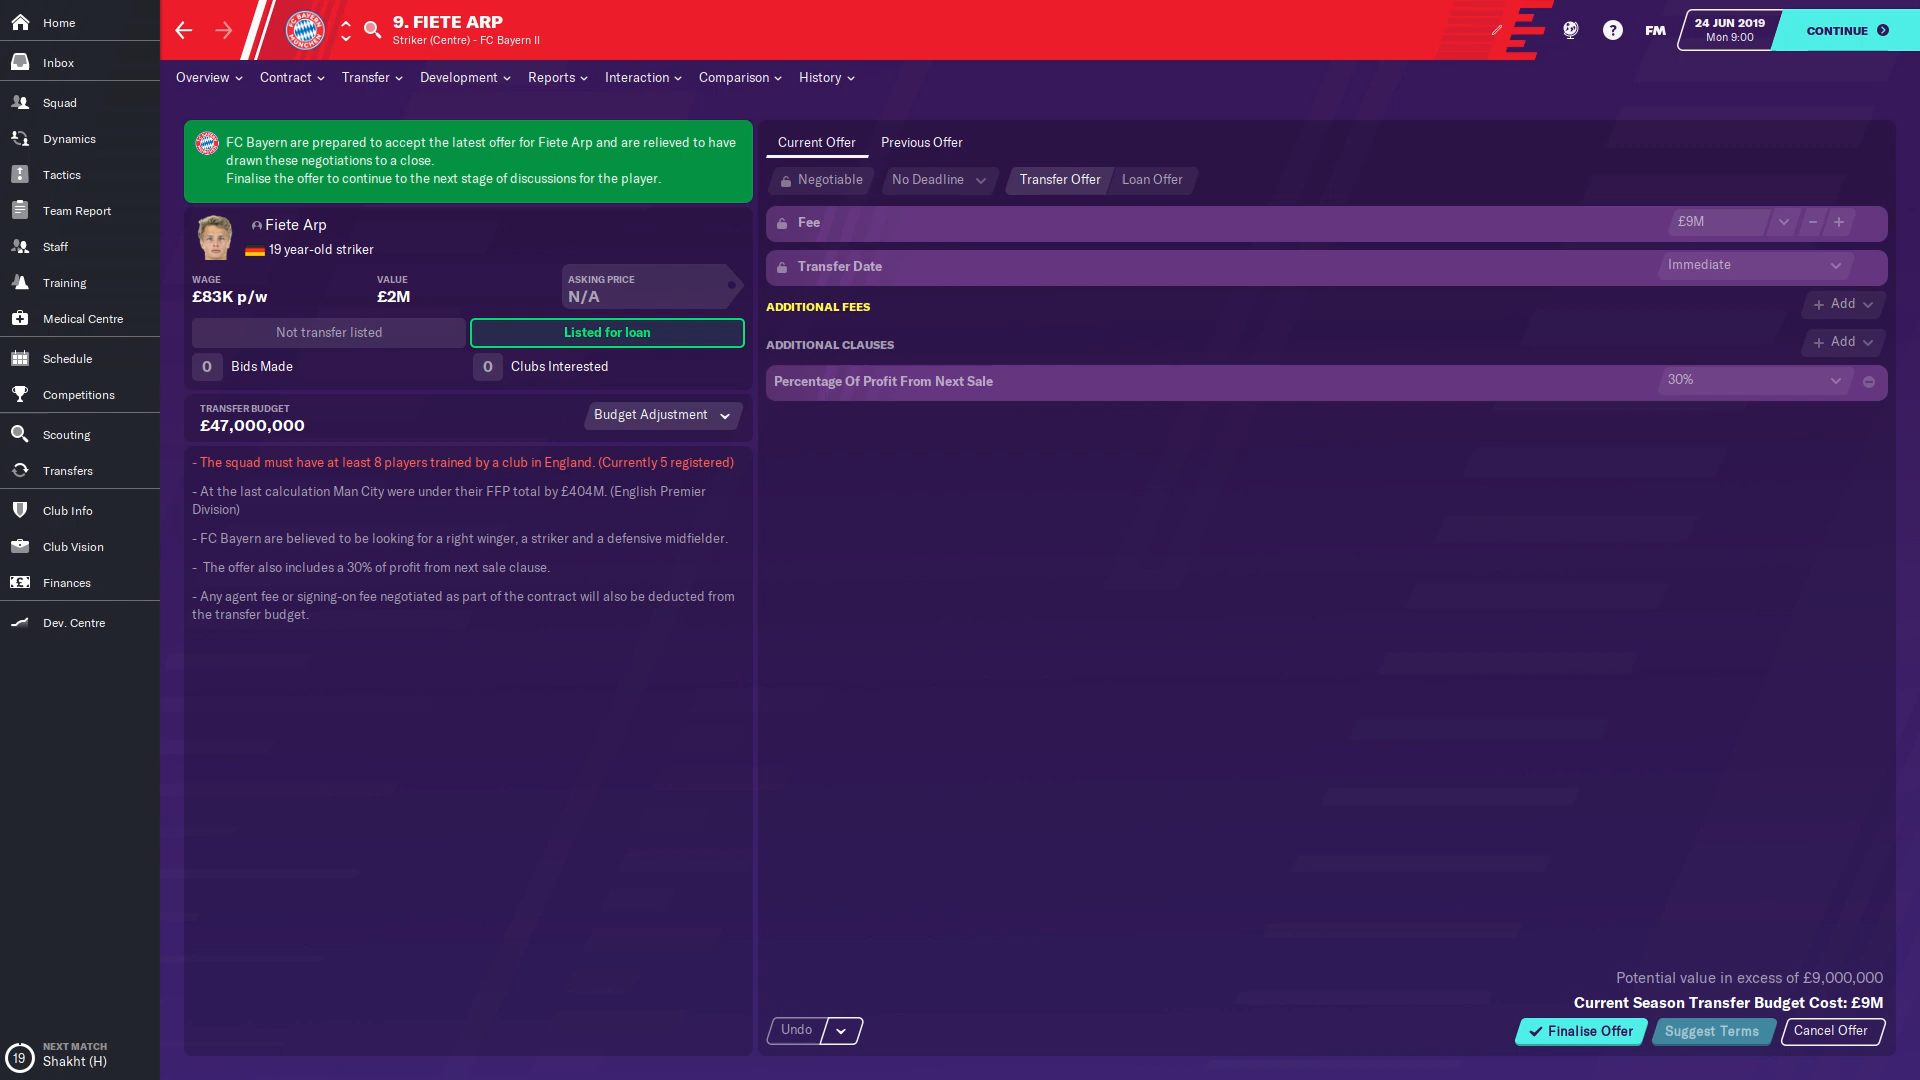 Home
Inbox
Squad
Dynamics
Tactics
Team Report
Staff
Training
Medical Centre
Schedule
Competitions
Scouting
Transfers
Club Info
Club Vision
Finances
Dev. Centre
19
NEXT MATCH
Shakht (H)
FC BAYERN
MÜNCHEN
9. FIETE ARP
Striker (Centre) - FC Bayern II
?
FM
24 JUN 2019
Mon 9:00
CONTINUE
Overview
Contract
Transfer
Development
Reports
Interaction
Comparison
History
FC Bayern are prepared to accept the latest offer for Fiete Arp and are relieved to have
drawn these negotiations to a close.
Finalise the offer to continue to the next stage of discussions for the player.
Fiete Arp
19 year-old striker
WAGE
£83K p/w
VALUE
£2M
ASKING PRICE
N/A
Not transfer listed
Listed for loan
0 Bids Made
0 Clubs Interested
TRANSFER BUDGET
£47,000,000
Budget Adjustment
- The squad must have at least 8 players trained by a club in England. (Currently 5 registered)
- At the last calculation Man City were under their FFP total by £404M. (English Premier
Division)
- FC Bayern are believed to be looking for a right winger, a striker and a defensive midfielder.
- The offer also includes a 30% of profit from next sale clause.
- Any agent fee or signing-on fee negotiated as part of the contract will also be deducted from
the transfer budget.
Current Offer
Previous Offer
Negotiable
No Deadline
Transfer Offer
Loan Offer
Fee
£9M
Transfer Date
Immediate
ADDITIONAL FEES
+ Add
ADDITIONAL CLAUSES
+ Add
Percentage Of Profit From Next Sale
30%
Potential value in excess of £9,000,000
Current Season Transfer Budget Cost: £9M
Undo
Finalise Offer
Suggest Terms
Cancel Offer